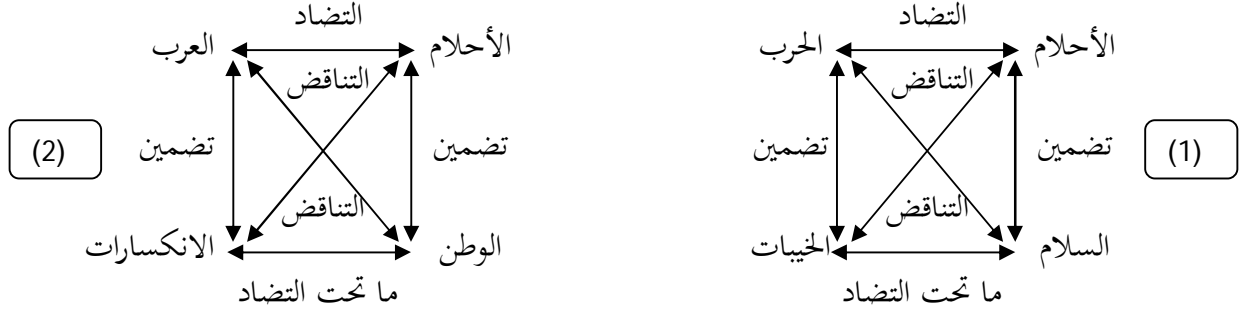 التضاد
الأحلام
الحرب
التناقض
تضمين
تضمين
(1)
التناقض
السلام
الخيبات
ما تحت التضاد
التضاد
الأحلام
العرب
التناقض
تضمين
تضمين
(2)
التناقض
الوطن
الانكسارات
ما تحت التضاد